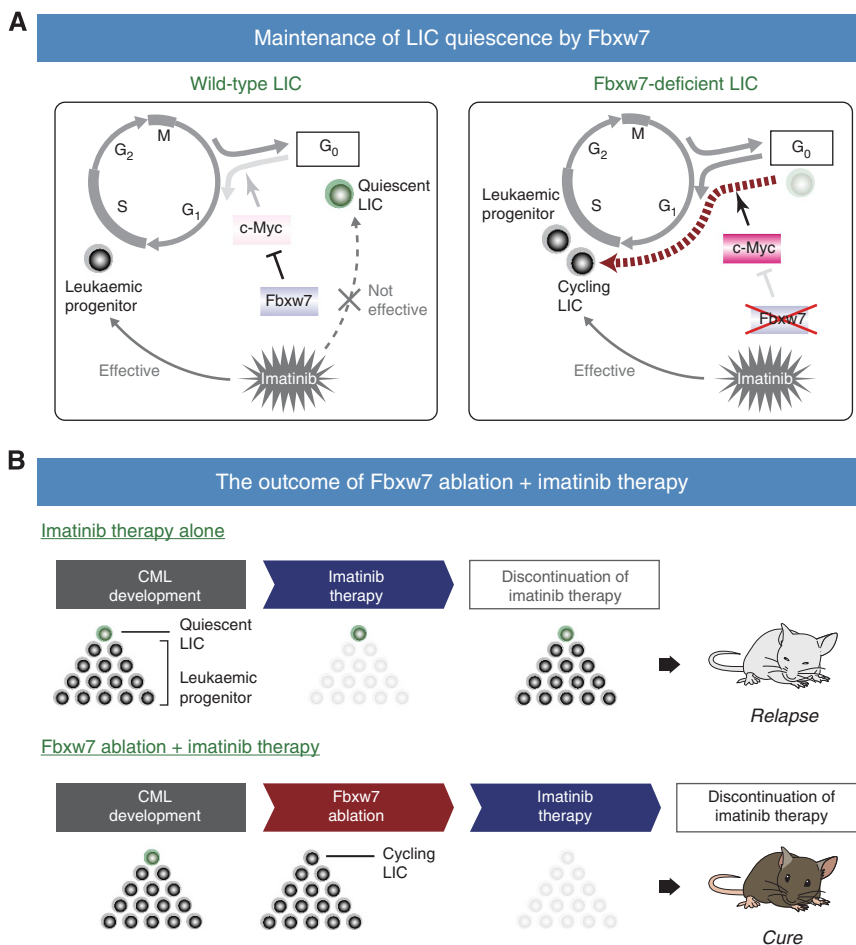 A
Maintenance of LIC quiescence by Fbxw7
Wild-type LIC
M
G2
G0
S
G1
Quiescent
LIC
c-Myc
Leukaemic
progenitor
Fbxw7
Not
effective
Effective
Imatinib
Fbxw7-deficient LIC
M
G2
G0
Leukaemic
progenitor
S
G1
c-Myc
Cycling
LIC
Fbxw7
Effective
Imatinib
B
The outcome of Fbxw7 ablation + imatinib therapy
Imatinib therapy alone
CML
development
Imatinib
therapy
Discontinuation of
imatinib therapy
Quiescent
LIC
Leukaemic
progenitor
Relapse
Fbxw7 ablation + imatinib therapy
CML
development
Fbxw7
ablation
Imatinib
therapy
Discontinuation of
imatinib therapy
Cycling
LIC
Cure